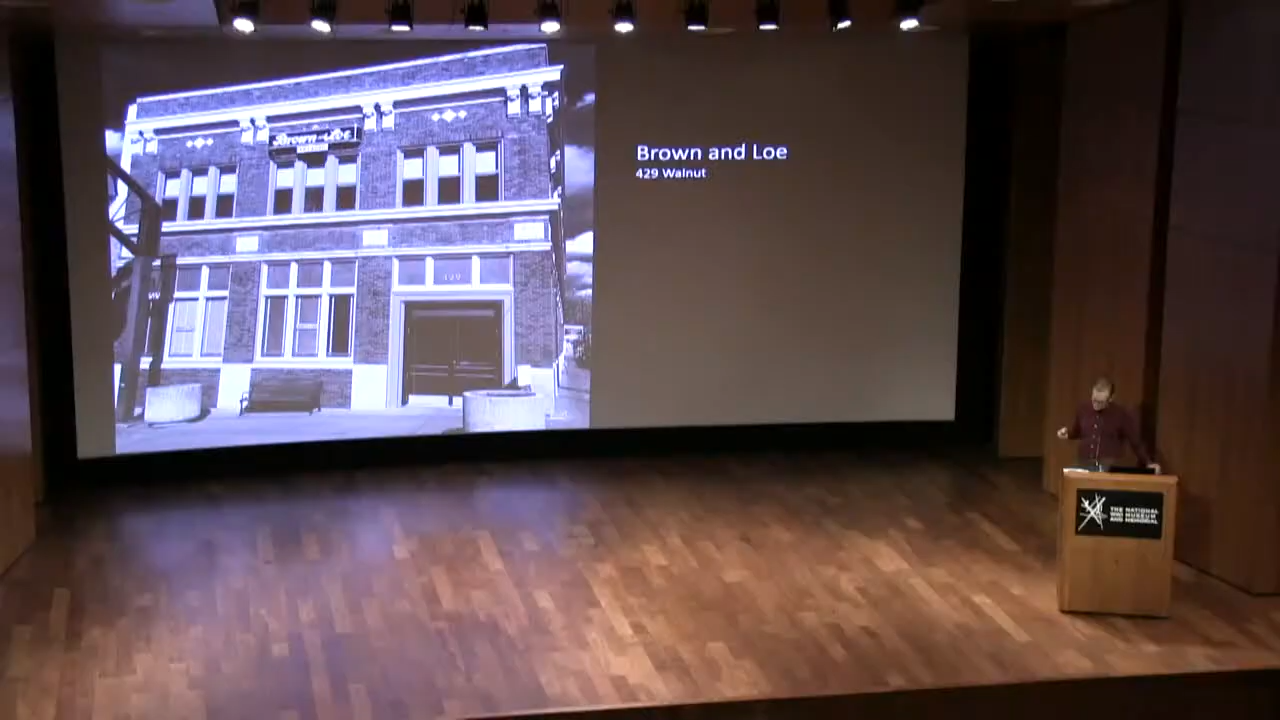 Brown and Loe
429 Walnut
Brown & Loe
429
THE NATIONAL
WWI MUSEUM
AND MEMORIAL